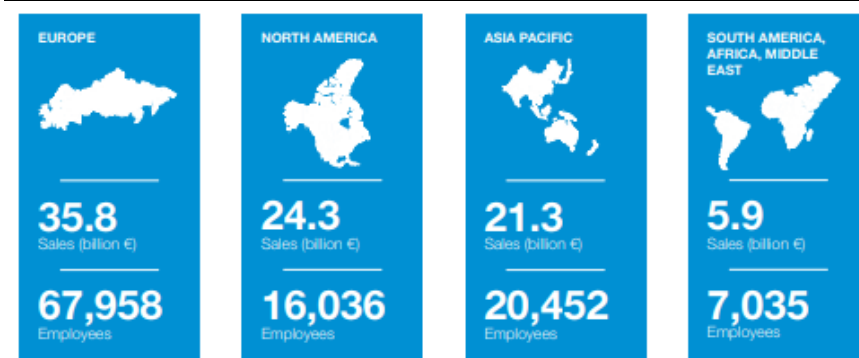 EUROPE
35.8
Sales (billion €)
67,958
Employees
NORTH AMERICA
24.3
Sales (billion €)
16,036
Employees
ASIA PACIFIC
21.3
Sales (billion €)
20,452
Employees
SOUTH AMERICA,
AFRICA, MIDDLE
EAST
5.9
Sales (billion €)
7,035
Employees